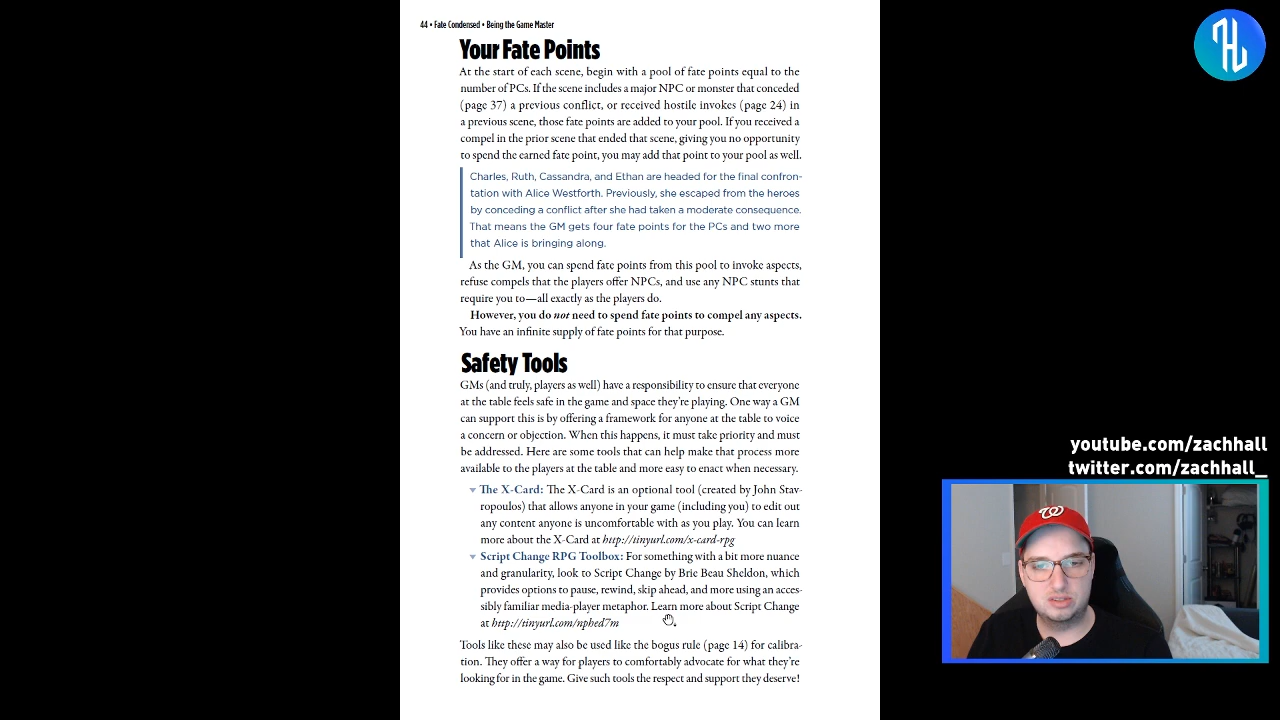 44 • Fate Condensed • Being the Game Master
Your Fate Points
At the start of each scene, begin with a pool of fate points equal to the
number of PCs. If the scene includes a major NPC or monster that conceded
(page 37) a previous conflict, or received hostile invokes (page 24) in
a previous scene, those fate points are added to your pool. If you received a
compel in the prior scene that ended that scene, giving you no opportunity
to spend the earned fate point, you may add that point to your pool as well.
Charles, Ruth, Cassandra, and Ethan are headed for the final confron-
tation with Alice Westforth. Previously, she escaped from the heroes
by conceding a conflict after she had taken a moderate consequence.
That means the GM gets four fate points for the PCs and two more
that Alice is bringing along.
As the GM, you can spend fate points from this pool to invoke aspects,
refuse compels that the players offer NPCs, and use any NPC stunts that
require you to—all exactly as the players do.
However, you do not need to spend fate points to compel any aspects.
You have an infinite supply of fate points for that purpose.
Safety Tools
GMs (and truly, players as well) have a responsibility to ensure that everyone
at the table feels safe in the game and space they're playing. One way a GM
can support this is by offering a framework for anyone at the table to voice
a concern or objection. When this happens, it must take priority and must
be addressed. Here are some tools that can help make that process more
available to the players at the table and more easy to enact when necessary.
The X-Card: The X-Card is an optional tool (created by John Stav-
ropoulos) that allows anyone in your game (including you) to edit out
any content anyone is uncomfortable with as you play. You can learn
more about the X-Card at http://tinyurl.com/x-card-rpg
Script Change RPG Toolbox: For something with a bit more nuance
and granularity, look to Script Change by Brie Beau Sheldon, which
provides options to pause, rewind, skip ahead, and more using an acces-
sibly familiar media-player metaphor. Learn more about Script Change
at http://tinyurl.com/nphed7m
Tools like these may also be used like the bogus rule (page 14) for calibra-
tion. They offer a way for players to comfortably advocate for what they're
looking for in the game. Give such tools the respect and support they deserve!
youtube.com/zachhall
twitter.com/zachhall_
W